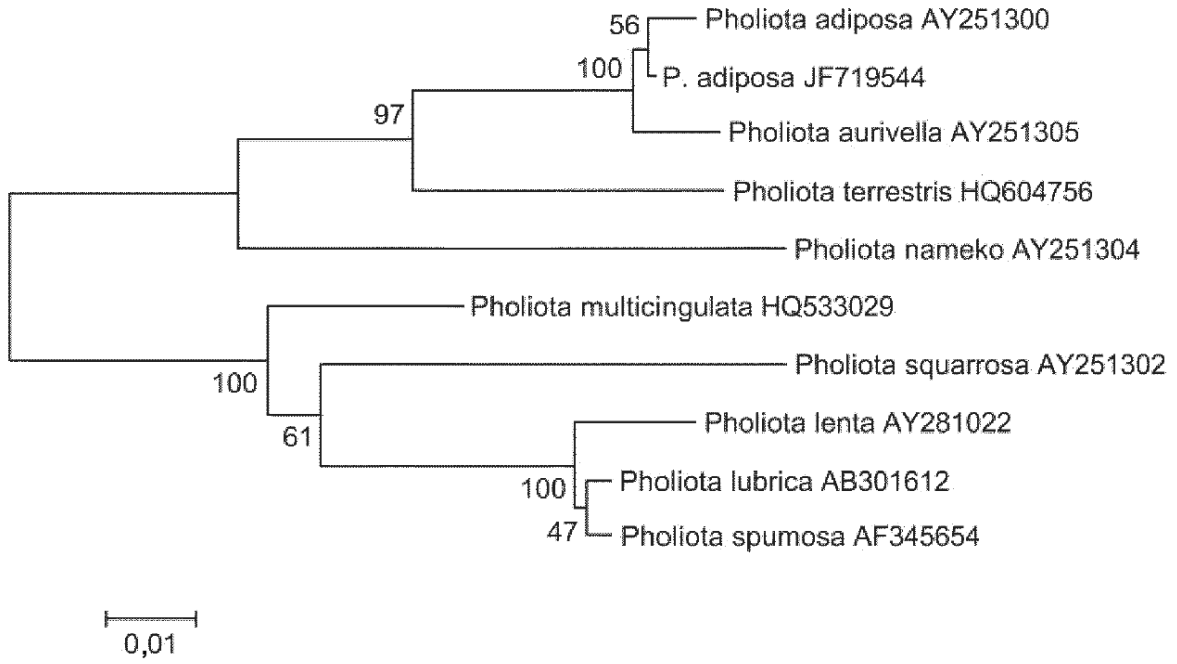 56
Pholiota adiposa AY251300
100
P. adiposa JF719544
97
Pholiota aurivella AY251305
Pholiota terrestris HQ604756
Pholiota nameko AY251304
Pholiota multicingulata HQ533029
Pholiota squarrosa AY251302
100
Pholiota lenta AY281022
61
Pholiota lubrica AB301612
100
Pholiota spumosa AF345654
47
0,01